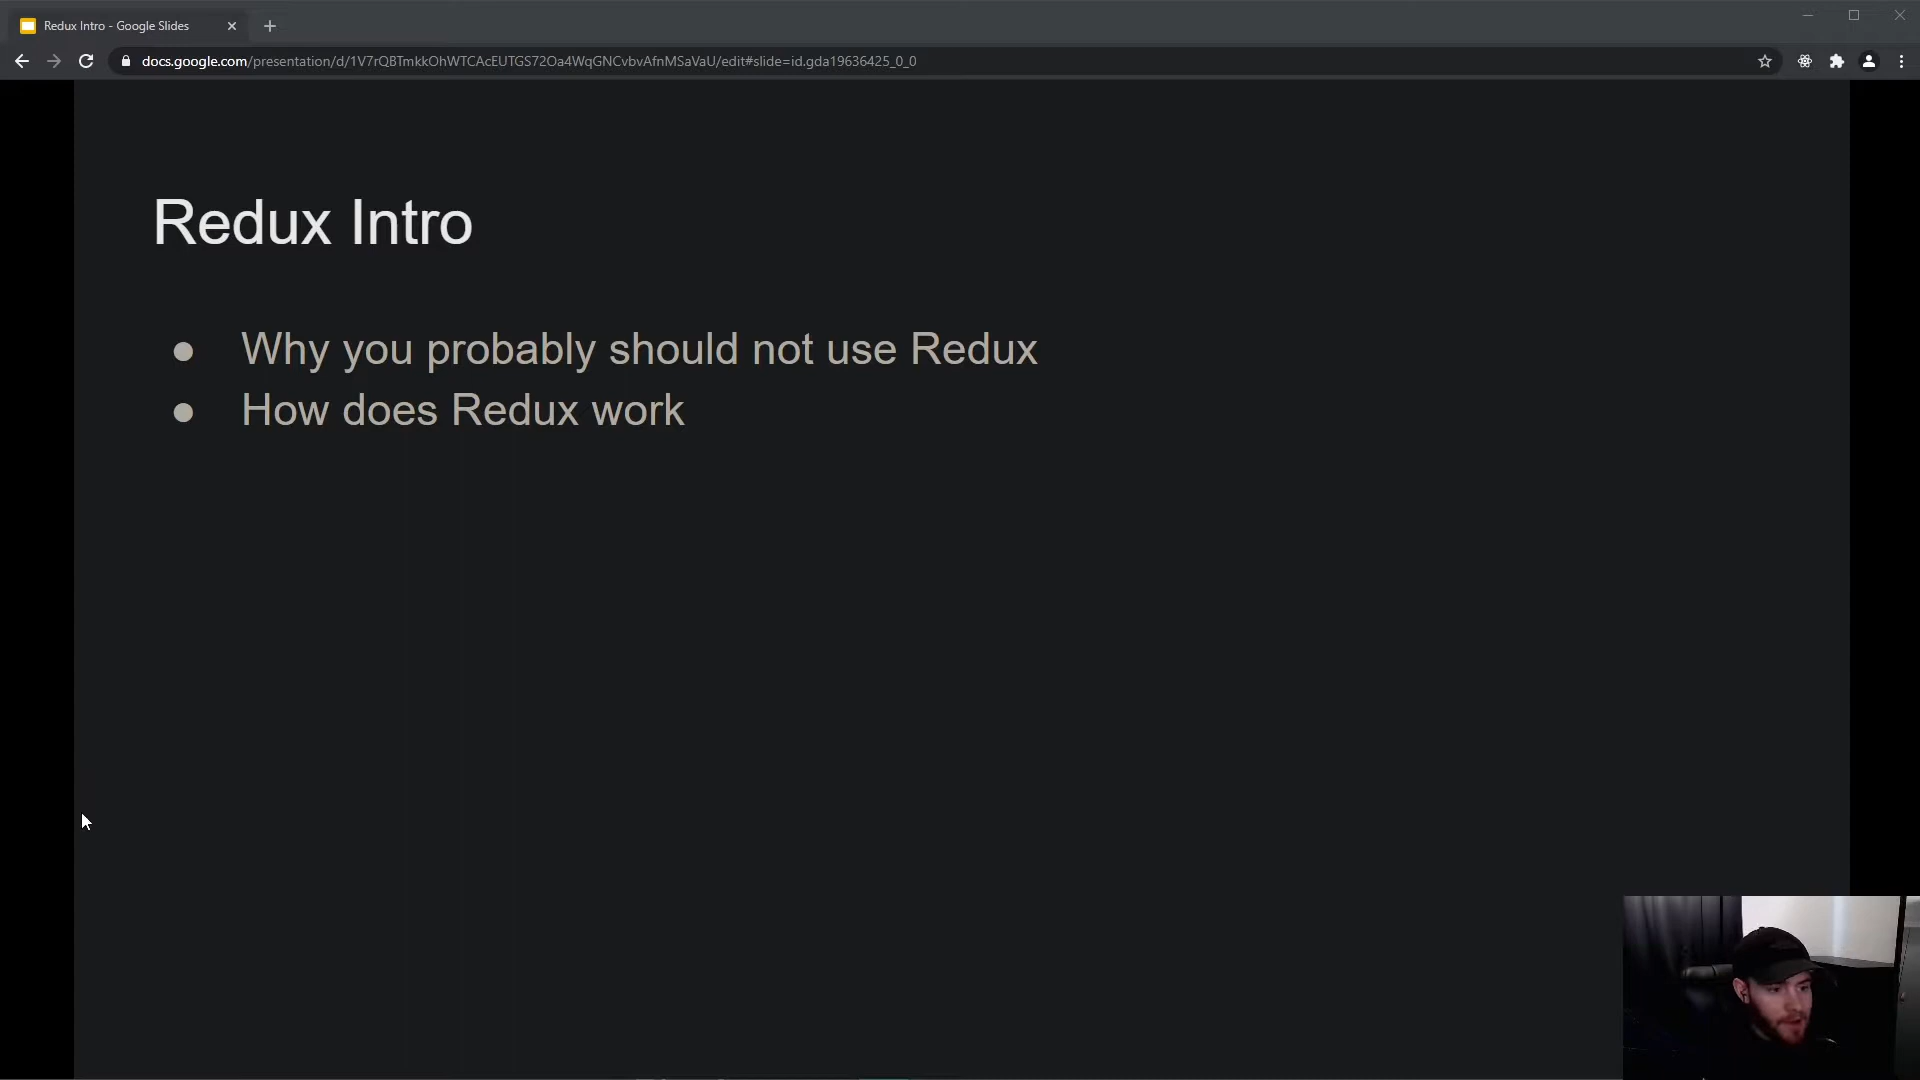 Redux Intro - Google Slides
docs.google.com/presentation/d/1V7rQBTmkkOhWTCAcEUTGS72Oa4WqGNCvbvAfnMSaVaU/edit#slide=id.gda19636425_0_0
Redux Intro
● Why you probably should not use Redux
● How does Redux work